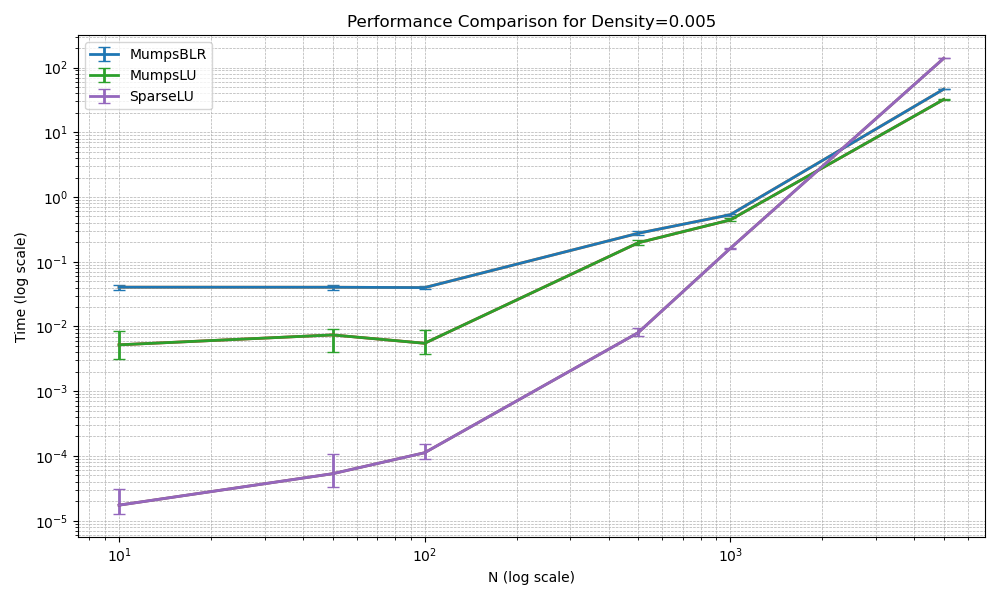 Performance Comparison for Density=0.005
MumpsBLR
MumpsLU
SparseLU
Time (log scale)
10²
10¹
10⁰
10⁻¹
10⁻²
10⁻³
10⁻⁴
10⁻⁵
10¹ 10² 10³
N (log scale)